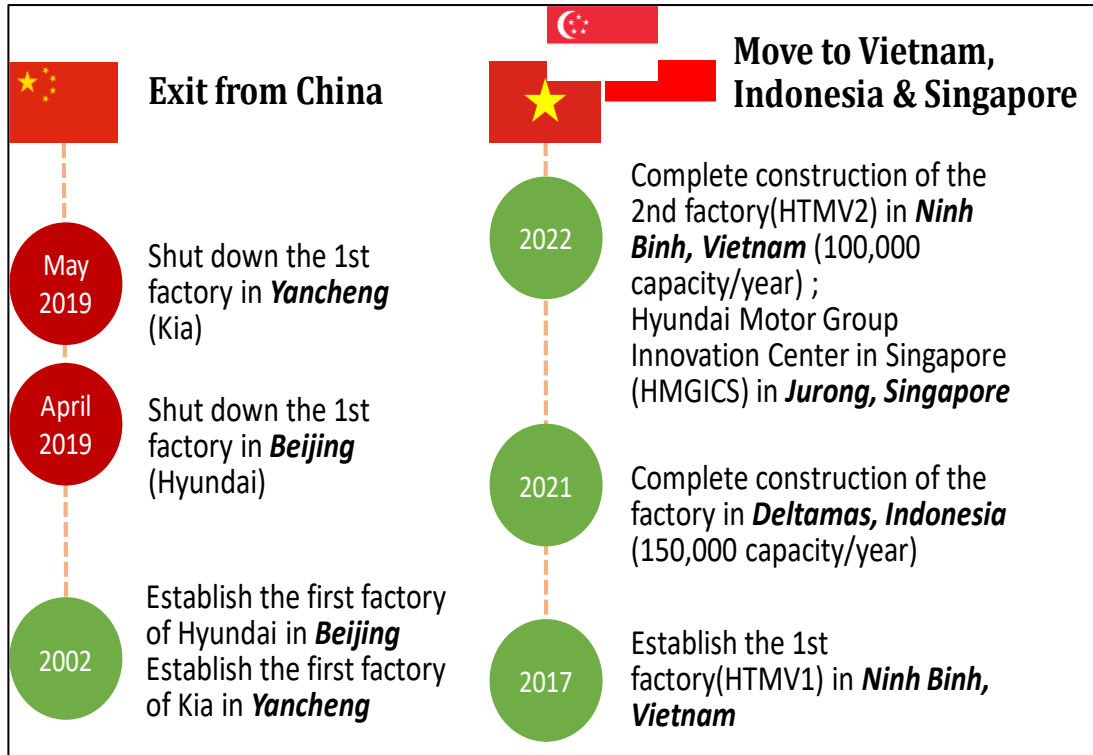 Exit from China
May
2019
Shut down the 1st
factory in Yancheng
(Kia)
April
2019
Shut down the 1st
factory in Beijing
(Hyundai)
2002
Establish the first factory
of Hyundai in Beijing
Establish the first factory
of Kia in Yancheng
Move to Vietnam,
Indonesia & Singapore
2022
Complete construction of the
2nd factory(HTMV2) in Ninh
Binh, Vietnam (100,000
capacity/year) ;
Hyundai Motor Group
Innovation Center in Singapore
(HMGICS) in Jurong, Singapore
2021
Complete construction of the
factory in Deltamas, Indonesia
(150,000 capacity/year)
2017
Establish the 1st
factory(HTMV1) in Ninh Binh,
Vietnam